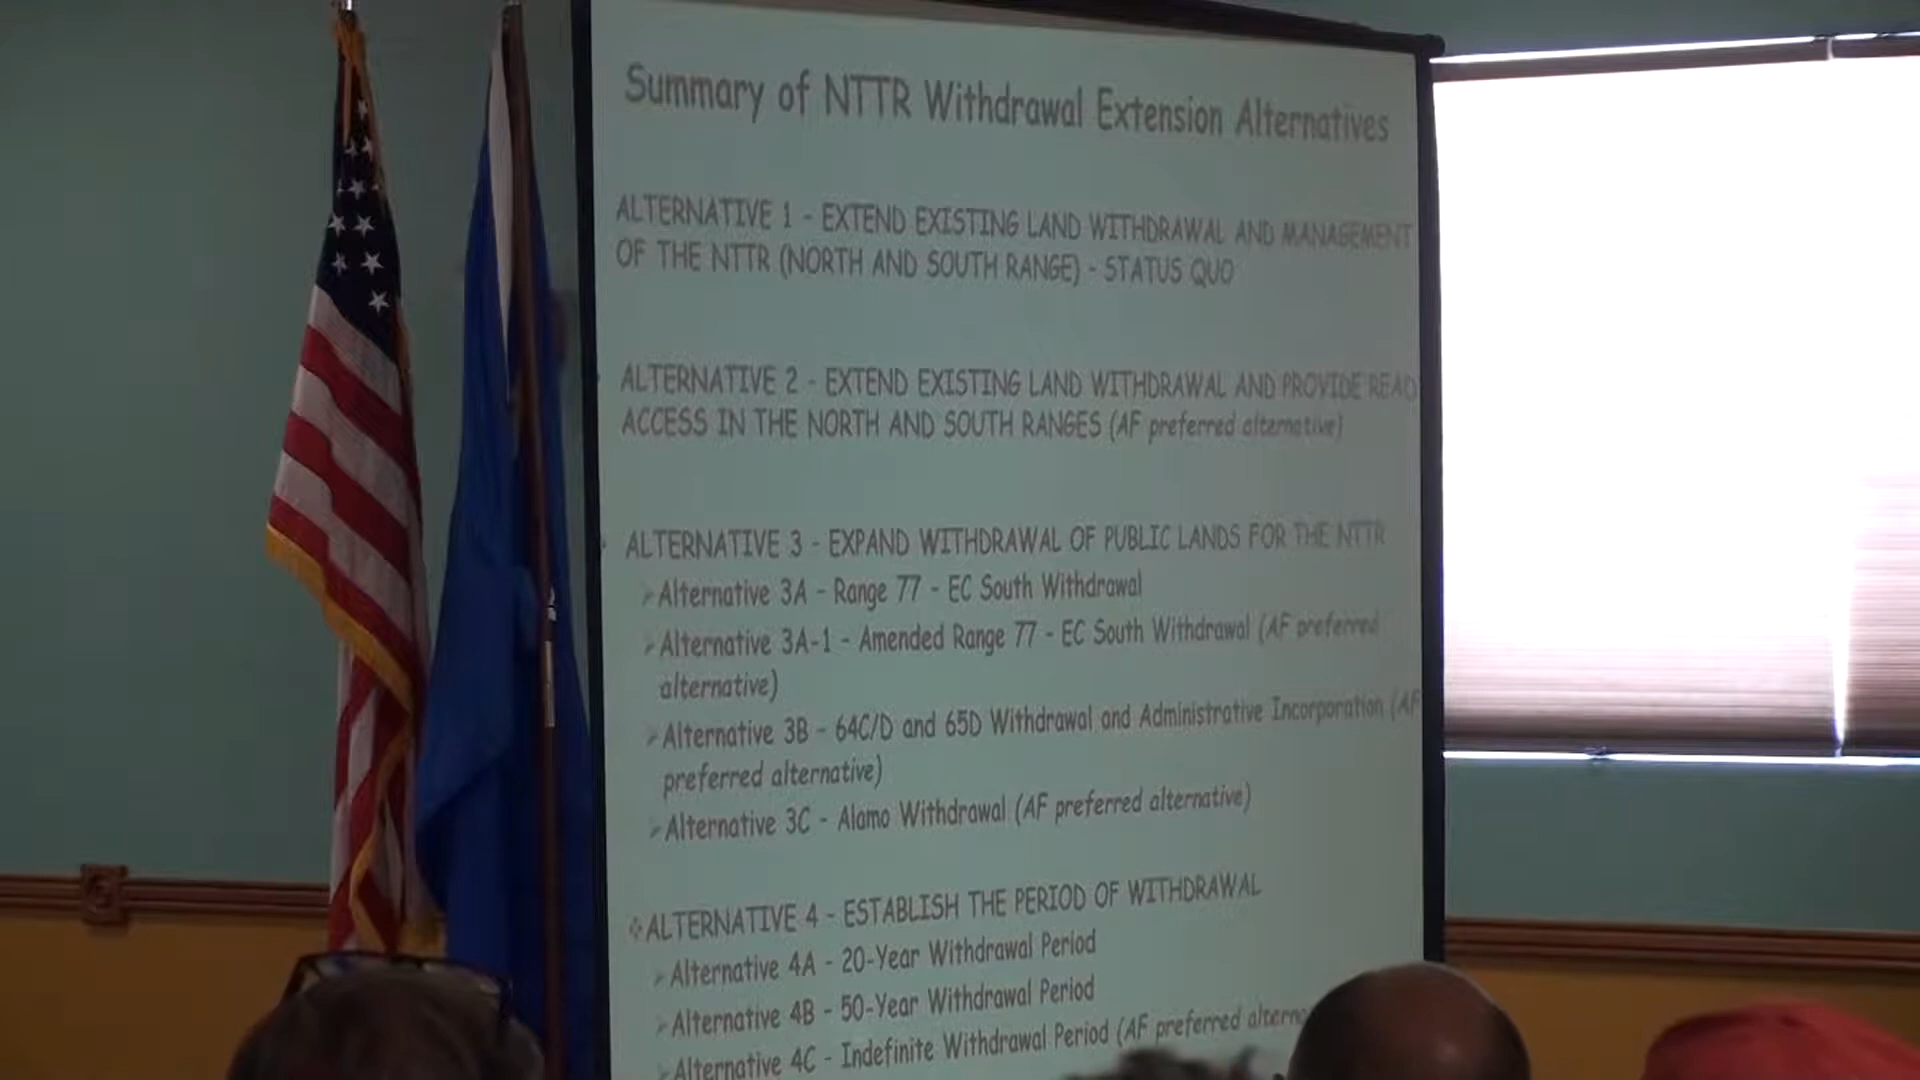 Summary of NTTR Withdrawal Extension Alternatives
ALTERNATIVE 1 - EXTEND EXISTING LAND WITHDRAWAL AND MANAGEMENT
OF THE NTTR (NORTH AND SOUTH RANGE) - STATUS QUO
ALTERNATIVE 2 - EXTEND EXISTING LAND WITHDRAWAL AND PROVIDE READ
ACCESS IN THE NORTH AND SOUTH RANGES (AF preferred alternative)
ALTERNATIVE 3 - EXPAND WITHDRAWAL OF PUBLIC LANDS FOR THE NTTR
Alternative 3A - Range 77 - EC South Withdrawal
Alternative 3A-1 - Amended Range 77 - EC South Withdrawal (AF preferred
alternative)
Alternative 3B - 64C/D and 65D Withdrawal and Administrative Incorporation (AF
preferred alternative)
Alternative 3C - Alamo Withdrawal (AF preferred alternative)
ALTERNATIVE 4 - ESTABLISH THE PERIOD OF WITHDRAWAL
Alternative 4A - 20-Year Withdrawal Period
Alternative 4B - 50-Year Withdrawal Period
Alternative 4C - Indefinite Withdrawal Period (AF preferred